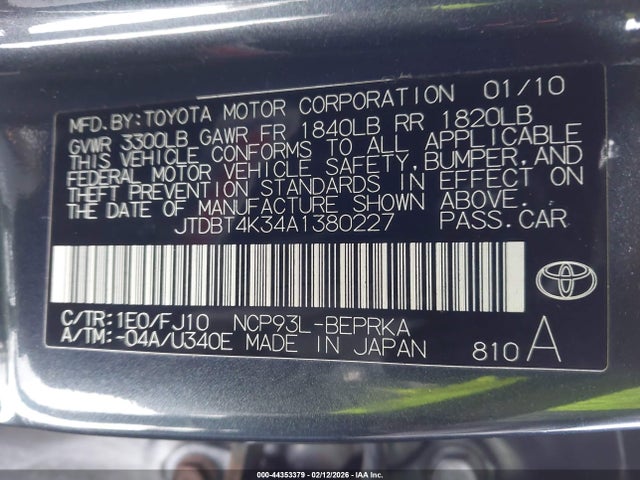 MFD.BY:TOYOTA MOTOR CORPORATION 01/10
GVWR 3300LB GAWR FR 1840LB RR 1820LB
THIS VEHICLE CONFORMS TO ALL APPLICABLE
FEDERAL MOTOR VEHICLE SAFETY,BUMPER,AND
THEFT PREVENTION STANDARDS IN EFFECT ON
THE DATE OF MANUFACTURE SHOWN ABOVE.
JTDBT4K34A1380227 PASS.CAR
C/TR:1E0/FJ10 NCP93L-BEPRKA
A/TM:-04A/U340E MADE IN JAPAN 810A
000-44353379 - 02/12/2026 - IAA, Inc.